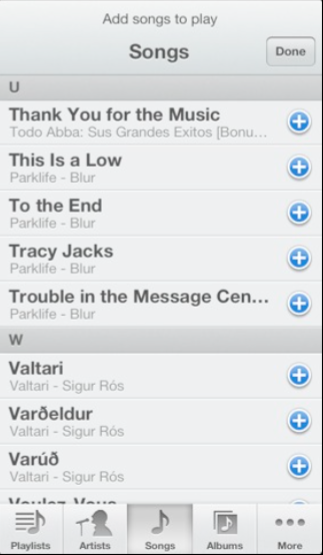 Add songs to play
Songs
Done
U
Thank You for the Music
Todo Abba: Sus Grandes Exitos [Bonu...
This Is a Low
Parklife - Blur
To the End
Parklife - Blur
Tracy Jacks
Parklife - Blur
Trouble in the Message Cen...
Parklife - Blur
W
Valtari
Valtari - Sigur Rós
Varðeldur
Valtari - Sigur Rós
Varúð
Valtari - Sigur Rós
Voulez-Vous
Playlists
Artists
Songs
Albums
More